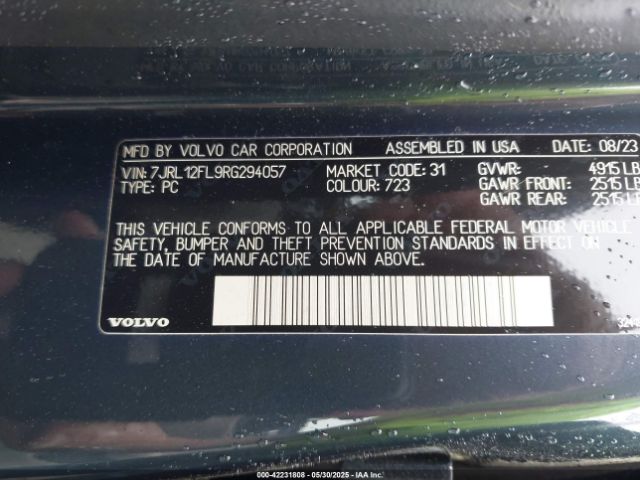 MFD BY VOLVO CAR CORPORATION ASSEMBLED IN USA DATE: 08/23
VIN: 7JRL12FL9RG294057 MARKET CODE: 31 GVWR: 4915 LB
TYPE: PC COLOUR: 723 GAWR FRONT: 2515 LB
GAWR REAR: 2515 LB
THIS VEHICLE CONFORMS TO ALL APPLICABLE FEDERAL MOTOR VEHICLE
SAFETY, BUMPER AND THEFT PREVENTION STANDARDS IN EFFECT ON
THE DATE OF MANUFACTURE SHOWN ABOVE.
VOLVO
000-42231808 - 05/30/2025 - IAA Inc.